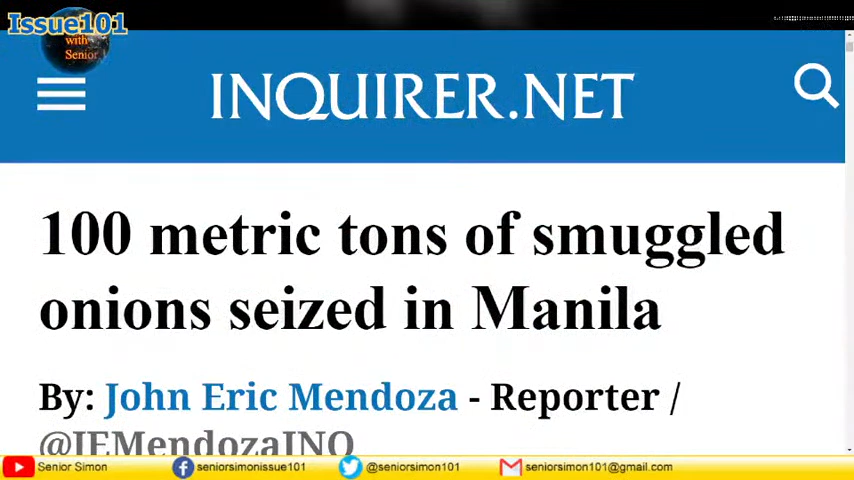 Issue101
with
Senior
INQUIRER.NET
100 metric tons of smuggled
onions seized in Manila
By: John Eric Mendoza - Reporter /
@JEMendozaINQ
Senior Simon
seniorsimonissue101
@seniorsimon101
seniorsimon101@gmail.com